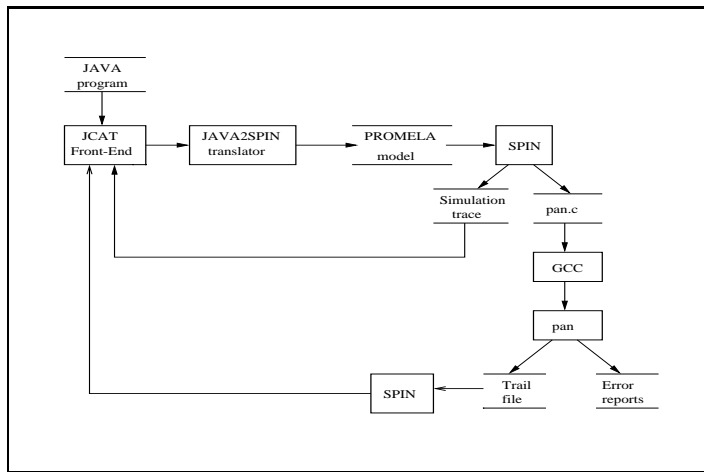 JAVA
program
JCAT
Front-End
JAVA2SPIN
translator
PROMELA
model
SPIN
Simulation
trace
pan.c
GCC
pan
Trail
file
Error
reports
SPIN